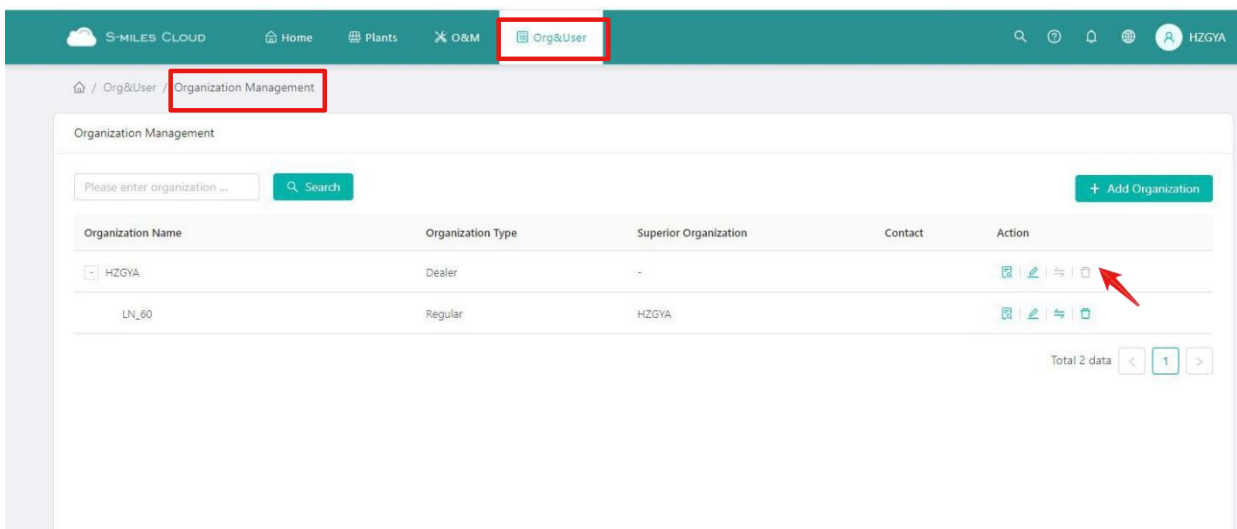 S-MILES CLOUD Home Plants O&M Org&User HZGYA
/ Org&User / Organization Management
Organization Management
Please enter organization ... Search + Add Organization
Organization Name Organization Type Superior Organization Contact Action
- HZGYA Dealer -
LN_60 Regular HZGYA
Total 2 data < 1 >